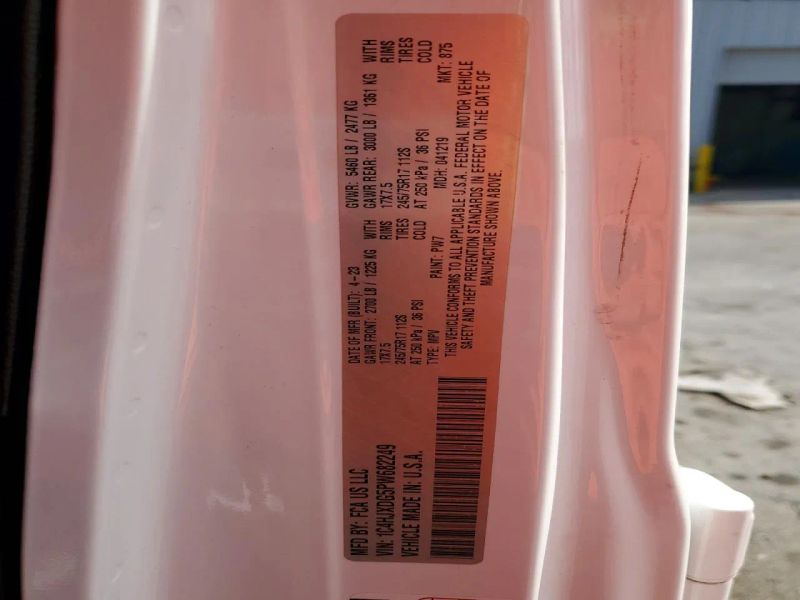 MFD BY: FCA US LLC
DATE OF MFR (BUILT): 4-23
GVWR: 5460 LB / 2477 KG
GAWR FRONT: 2700 LB / 1225 KG WITH
GAWR REAR: 3000 LB / 1361 KG WITH
17X7.5 RIMS
17X7.5 RIMS
245/75R17 112S TIRES
245/75R17 112S TIRES
AT 250 kPa / 36 PSI COLD
AT 250 kPa / 36 PSI COLD
VIN: 1C4HJXDG5PW682249
TYPE: MPV
PAINT: PW7
MDH: 041219
MKT: 875
VEHICLE MADE IN: U.S.A.
THIS VEHICLE CONFORMS TO ALL APPLICABLE U.S.A. FEDERAL MOTOR VEHICLE
SAFETY AND THEFT PREVENTION STANDARDS IN EFFECT ON THE DATE OF
MANUFACTURE SHOWN ABOVE.